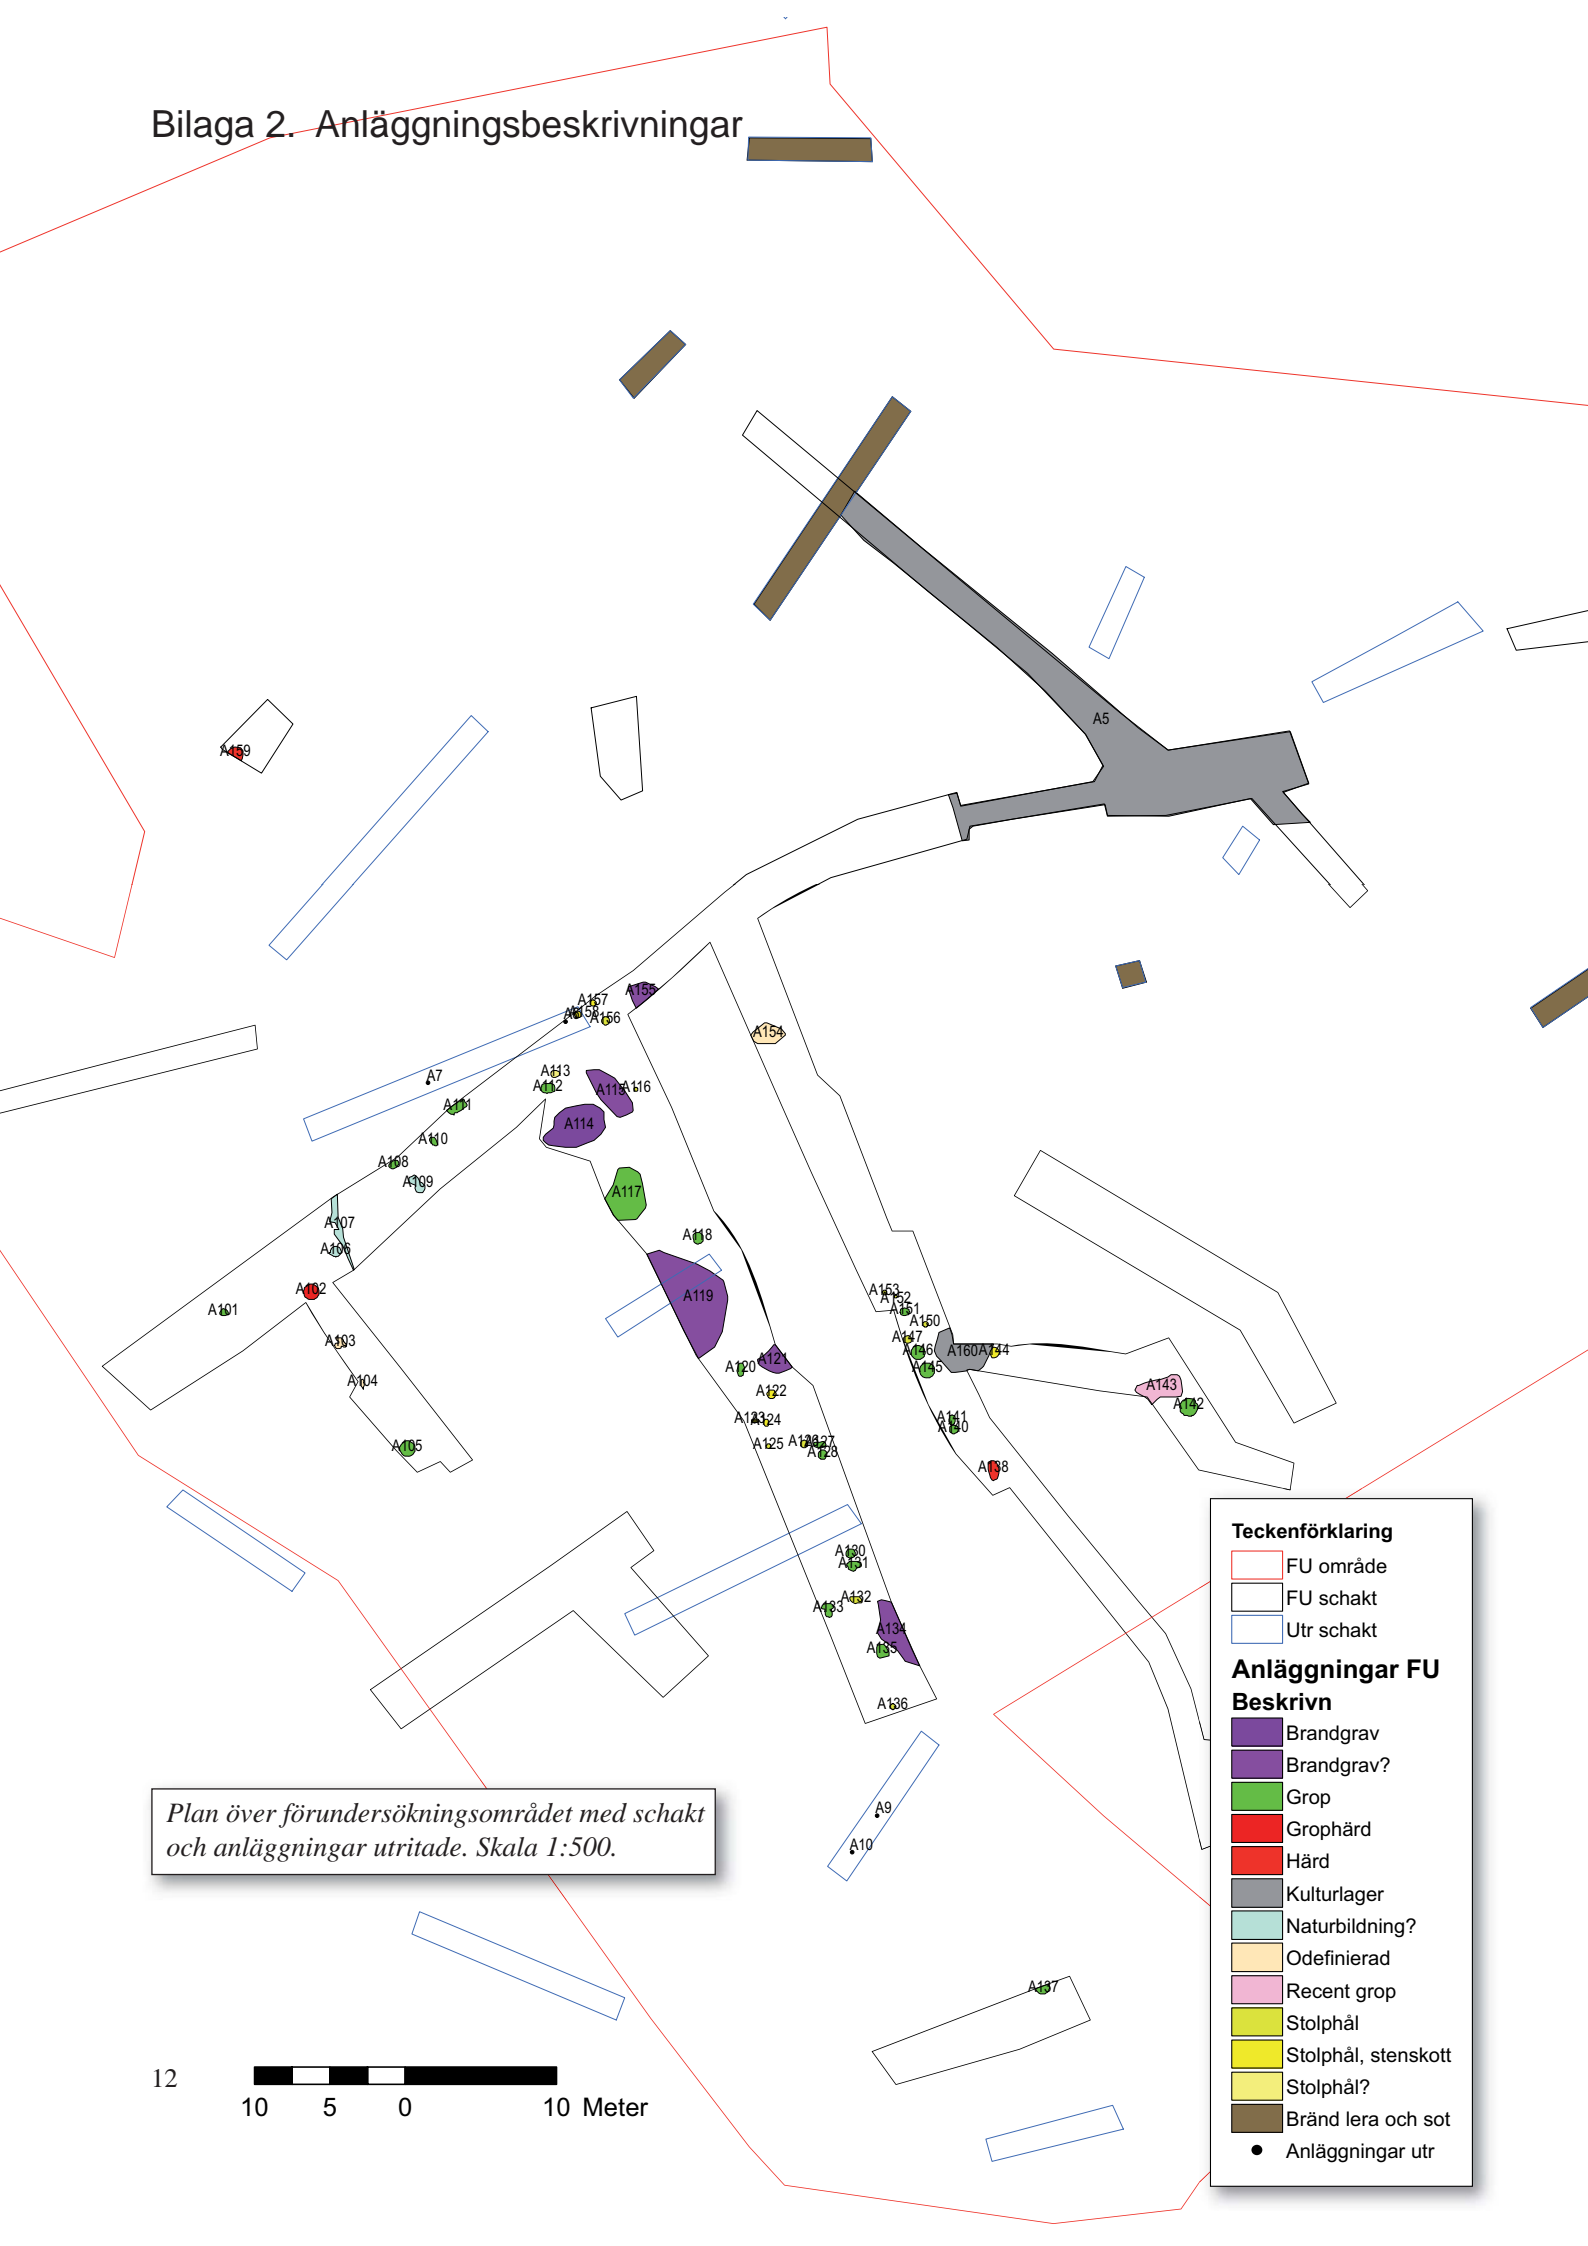 Bilaga 2. Anläggningsbeskrivningar
A5
A159
A155
A157
A158
A156
A154
A7
A113
A112
A115
A116
A111
A114
A110
A108
A109
A117
A107
A118
A106
A102
A119
A101
A153
A152
A151
A150
A147
A103
A146
A160
A144
A121
A120
A145
A104
A143
A122
A142
A123
A124
A141
A140
A105
A125
A126
A127
A128
A138
A130
A131
A132
A133
A134
A135
A136
A9
A10
A137
Plan över förundersökningsområdet med schakt
och anläggningar utritade. Skala 1:500.
Teckenförklaring
FU område
FU schakt
Utr schakt
Anläggningar FU
Beskrivn
Brandgrav
Brandgrav?
Grop
Grophärd
Härd
Kulturlager
Naturbildning?
Odefinierad
Recent grop
Stolphål
Stolphål, stenskott
Stolphål?
Bränd lera och sot
Anläggningar utr
12
10 5 0 10 Meter